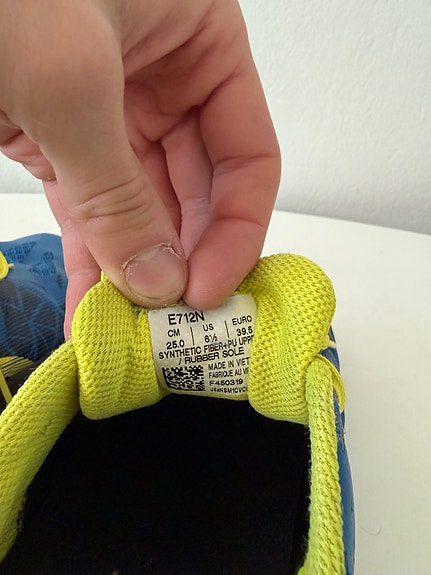 E712N
CM | US | EURO
25.0 | 6½ | 39.5
SYNTHETIC FIBER+PU UPP
/ RUBBER SOLE
MADE IN VIET
FABRIQUE AU VI
F450319